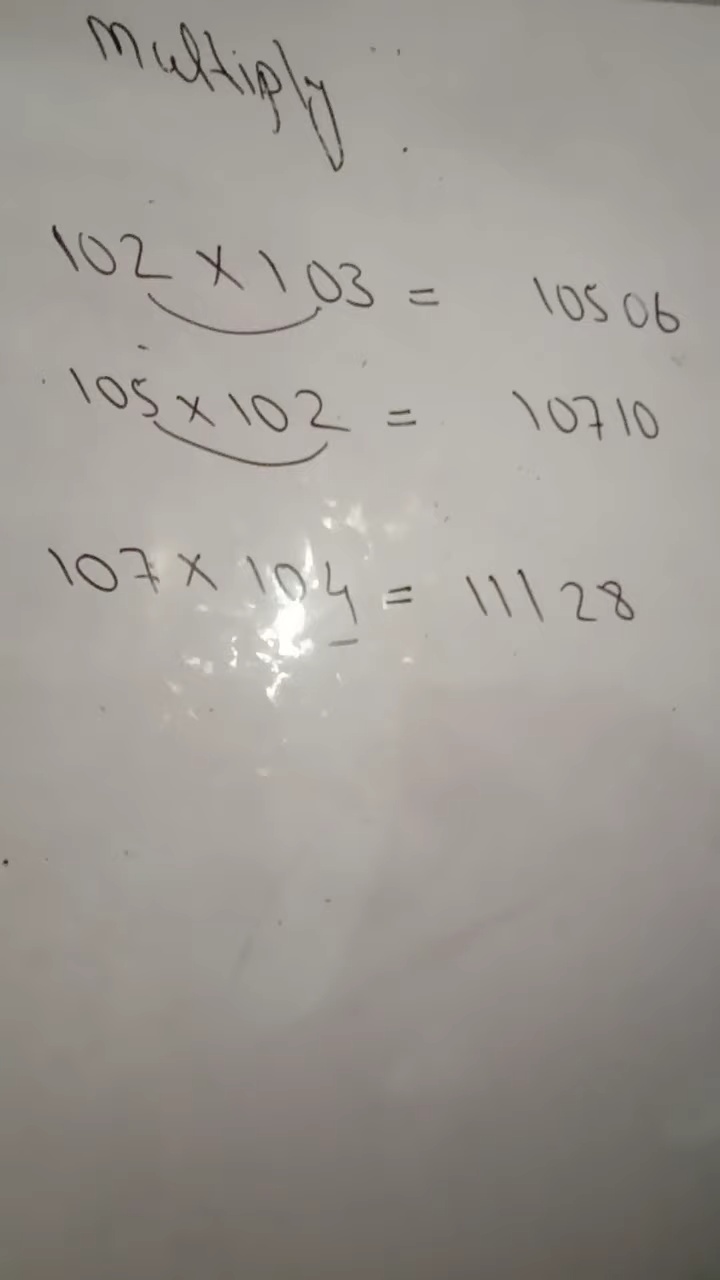 Multiply
102 × 103 = 10506
105 × 102 = 10710
107 × 104 = 11128